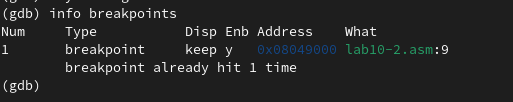 (gdb) info breakpoints
Num     Type           Disp Enb Address    What
1       breakpoint     keep y   0x08049000 lab10-2.asm:9
        breakpoint already hit 1 time
(gdb)